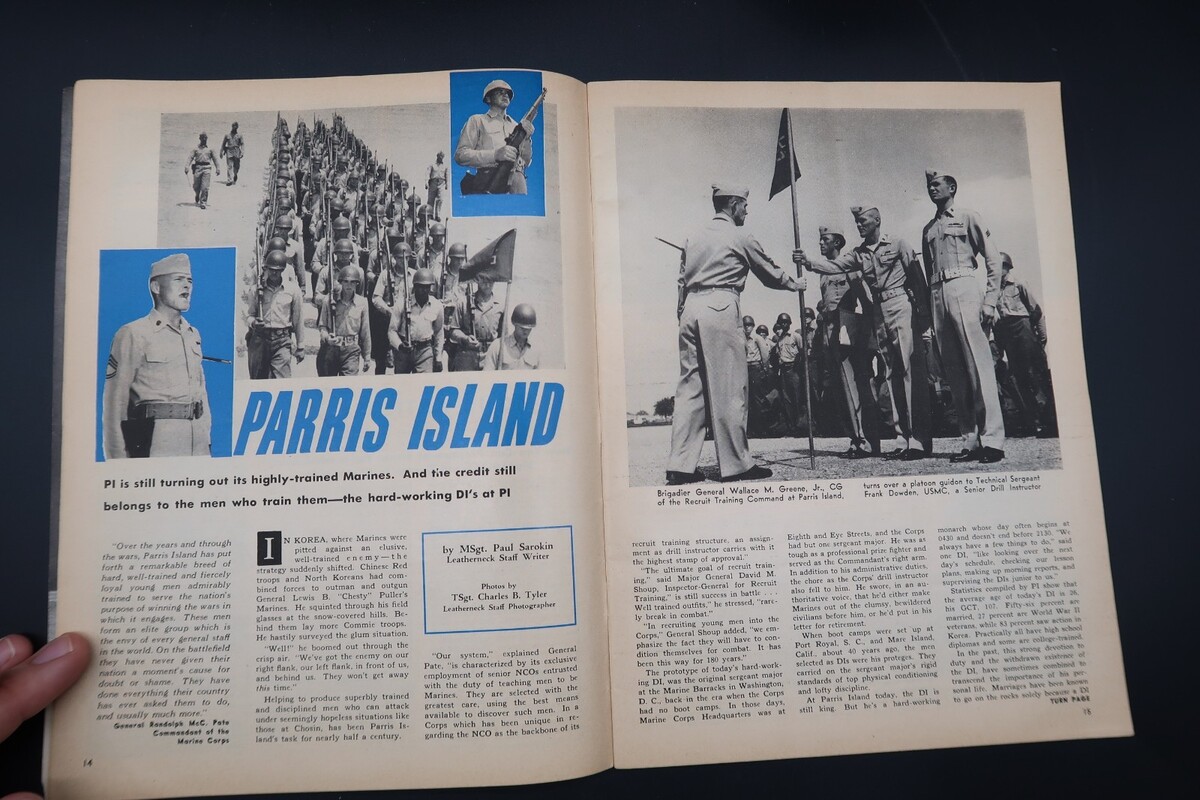 PARRIS ISLAND
PI is still turning out its highly-trained Marines. And the credit still
belongs to the men who train them—the hard-working DI's at PI
"Over the years and through
the wars, Parris Island has put
forth a remarkable breed of
hard, well-trained and fiercely
loyal young men admirably
trained to serve the nation's
purpose of winning the wars in
which it engages. These men
form an elite group which is
the envy of every general staff
in the world. On the battlefield
they have never given their
nation a moment's cause for
doubt or shame. They have
done everything their country
has ever asked them to do,
and usually much more."
General Randolph McC. Pate
Commandant of the
Marine Corps
14
IN KOREA, where Marines were
pitted against an elusive,
well-trained enemy—the
strategy suddenly shifted. Chinese Red
troops and North Koreans had com-
bined forces to outman and outgun
General Lewis B. "Chesty" Puller's
Marines. He squinted through his field
glasses at the snow-covered hills. Be-
hind them lay more Commie troops.
He hastily surveyed the glum situation.
"Well!" he boomed out through the
crisp air. "We've got the enemy on our
right flank, our left flank, in front of us,
and behind us. They won't get away
this time."
Helping to produce superbly trained
and disciplined men who can attack
under seemingly hopeless situations like
those at Chosin, has been Parris Is-
land's task for nearly half a century.
by MSgt. Paul Sarokin
Leatherneck Staff Writer
Photos by
TSgt. Charles B. Tyler
Leatherneck Staff Photographer
"Our system," explained General
Pate, "is characterized by its exclusive
employment of senior NCOs entrusted
with the duty of teaching men to be
Marines. They are selected with the
greatest care, using the best means
available to discover such men. In a
Corps which has been unique in re-
garding the NCO as the backbone of its
Brigadier General Wallace M. Greene, Jr., CG
of the Recruit Training Command at Parris Island,
turns over a platoon guidon to Technical Sergeant
Frank Dowden, USMC, a Senior Drill Instructor
recruit training structure, an assign-
ment as drill instructor carries with it
the highest stamp of approval."
"The ultimate goal of recruit train-
ing," said Major General David M.
Shoup, Inspector-General for Recruit
Training, "is still success in battle . . .
Well trained outfits," he stressed, "rare-
ly break in combat."
"In recruiting young men into the
Corps," General Shoup added, "we em-
phasize the fact they will have to con-
dition themselves for combat. It has
been this way for 180 years."
The prototype of today's hard-work-
ing DI, was the original sergeant major
at the Marine Barracks in Washington,
D. C., back in the era when the Corps
had no boot camps. In those days,
Marine Corps Headquarters was at
Eighth and Eye Streets, and the Corps
had but one sergeant major. He was as
tough as a professional prize fighter and
served as the Commandant's right arm.
In addition to his administrative duties,
the chore as the Corps' drill instructor
also fell to him. He swore, in an au-
thoritative voice, that he'd either make
Marines out of the clumsy, bewildered
civilians before him, or he'd put in his
letter for retirement.
When boot camps were set up at
Port Royal, S. C., and Mare Island,
Calif., about 40 years ago, the men
selected as DIs were his proteges. They
carried on the sergeant major's rigid
standards of top physical conditioning
and lofty discipline.
At Parris Island today, the DI is
still king. But he's a hard-working
monarch whose day often begins at
0430 and doesn't end before 2130. "We
always have a few things to do," said
one DI, "like looking over the next
day's schedule, checking our lesson
plans, making up morning reports, and
supervising the DIs junior to us."
Statistics compiled by PI show that
the average age of today's DI is 26,
his GCT, 107. Fifty-six percent are
married, 27 percent are World War II
veterans, while 83 percent saw action in
Korea. Practically all have high school
diplomas and some are college-trained.
In the past, this strong devotion to
duty and the withdrawn existence of
the DI, have sometimes combined to
transcend the importance of his per-
sonal life. Marriages have been known
to go on the rocks solely because a DI
TURN PAGE